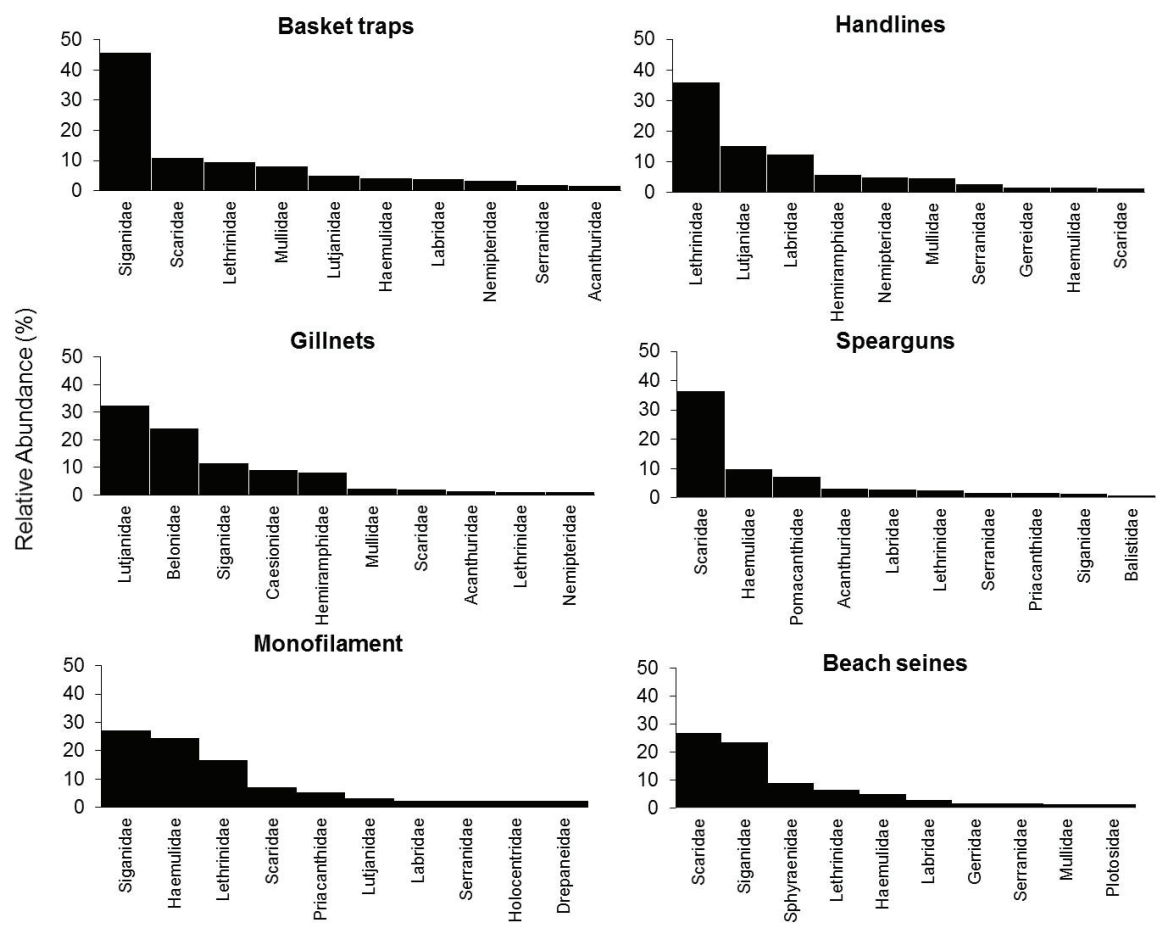 Relative Abundance (%)
Basket traps
50
40
30
20
10
0
Siganidae
Scaridae
Lethrinidae
Mullidae
Lutjanidae
Haemulidae
Labridae
Nemipteridae
Serranidae
Acanthuridae
Handlines
50
40
30
20
10
0
Lethrinidae
Lutjanidae
Labridae
Hemiramphidae
Nemipteridae
Mullidae
Serranidae
Gerreidae
Haemulidae
Scaridae
Gillnets
50
40
30
20
10
0
Lutjanidae
Belonidae
Siganidae
Caesionidae
Hemiramphidae
Mullidae
Scaridae
Acanthuridae
Lethrinidae
Nemipteridae
Spearguns
50
40
30
20
10
0
Scaridae
Haemulidae
Pomacanthidae
Acanthuridae
Labridae
Lethrinidae
Serranidae
Priacanthidae
Siganidae
Balistidae
Monofilament
50
40
30
20
10
0
Siganidae
Haemulidae
Lethrinidae
Scaridae
Priacanthidae
Lutjanidae
Labridae
Serranidae
Holocentridae
Drepaneidae
Beach seines
50
40
30
20
10
0
Scaridae
Siganidae
Sphyraenidae
Lethrinidae
Haemulidae
Labridae
Gerridae
Serranidae
Mullidae
Plotosidae